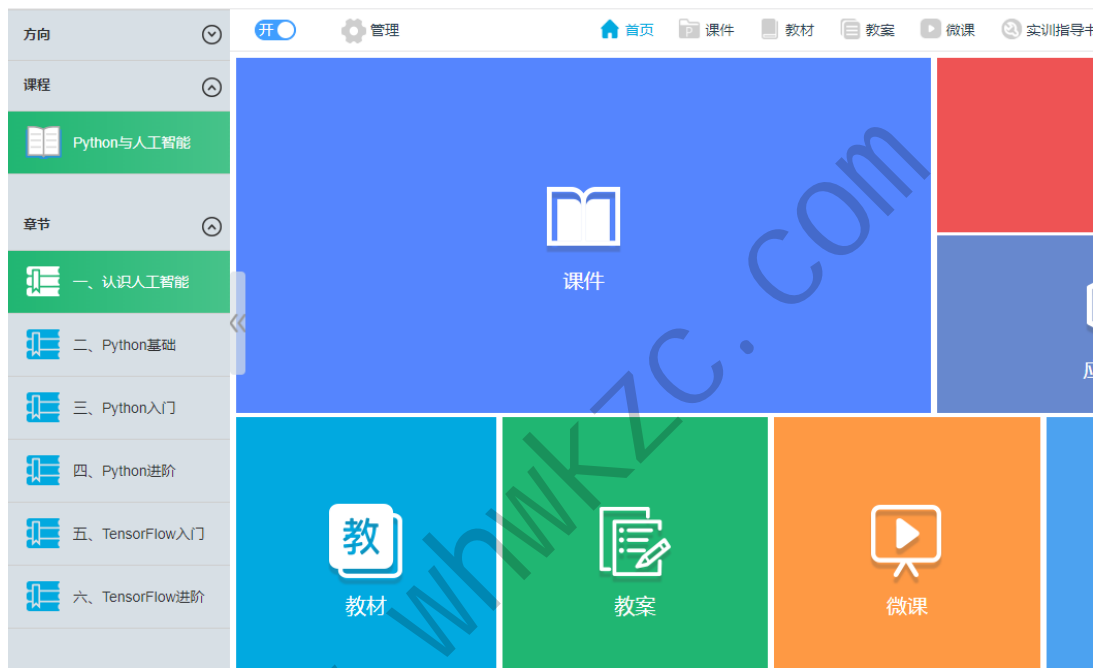 方向
开
管理
首页
课件
教材
教案
微课
实训指导书
课程
Python与人工智能
章节
一、认识人工智能
二、Python基础
三、Python入门
四、Python进阶
五、TensorFlow入门
六、TensorFlow进阶
课件
教
教材
教案
微课
whwkzc.com